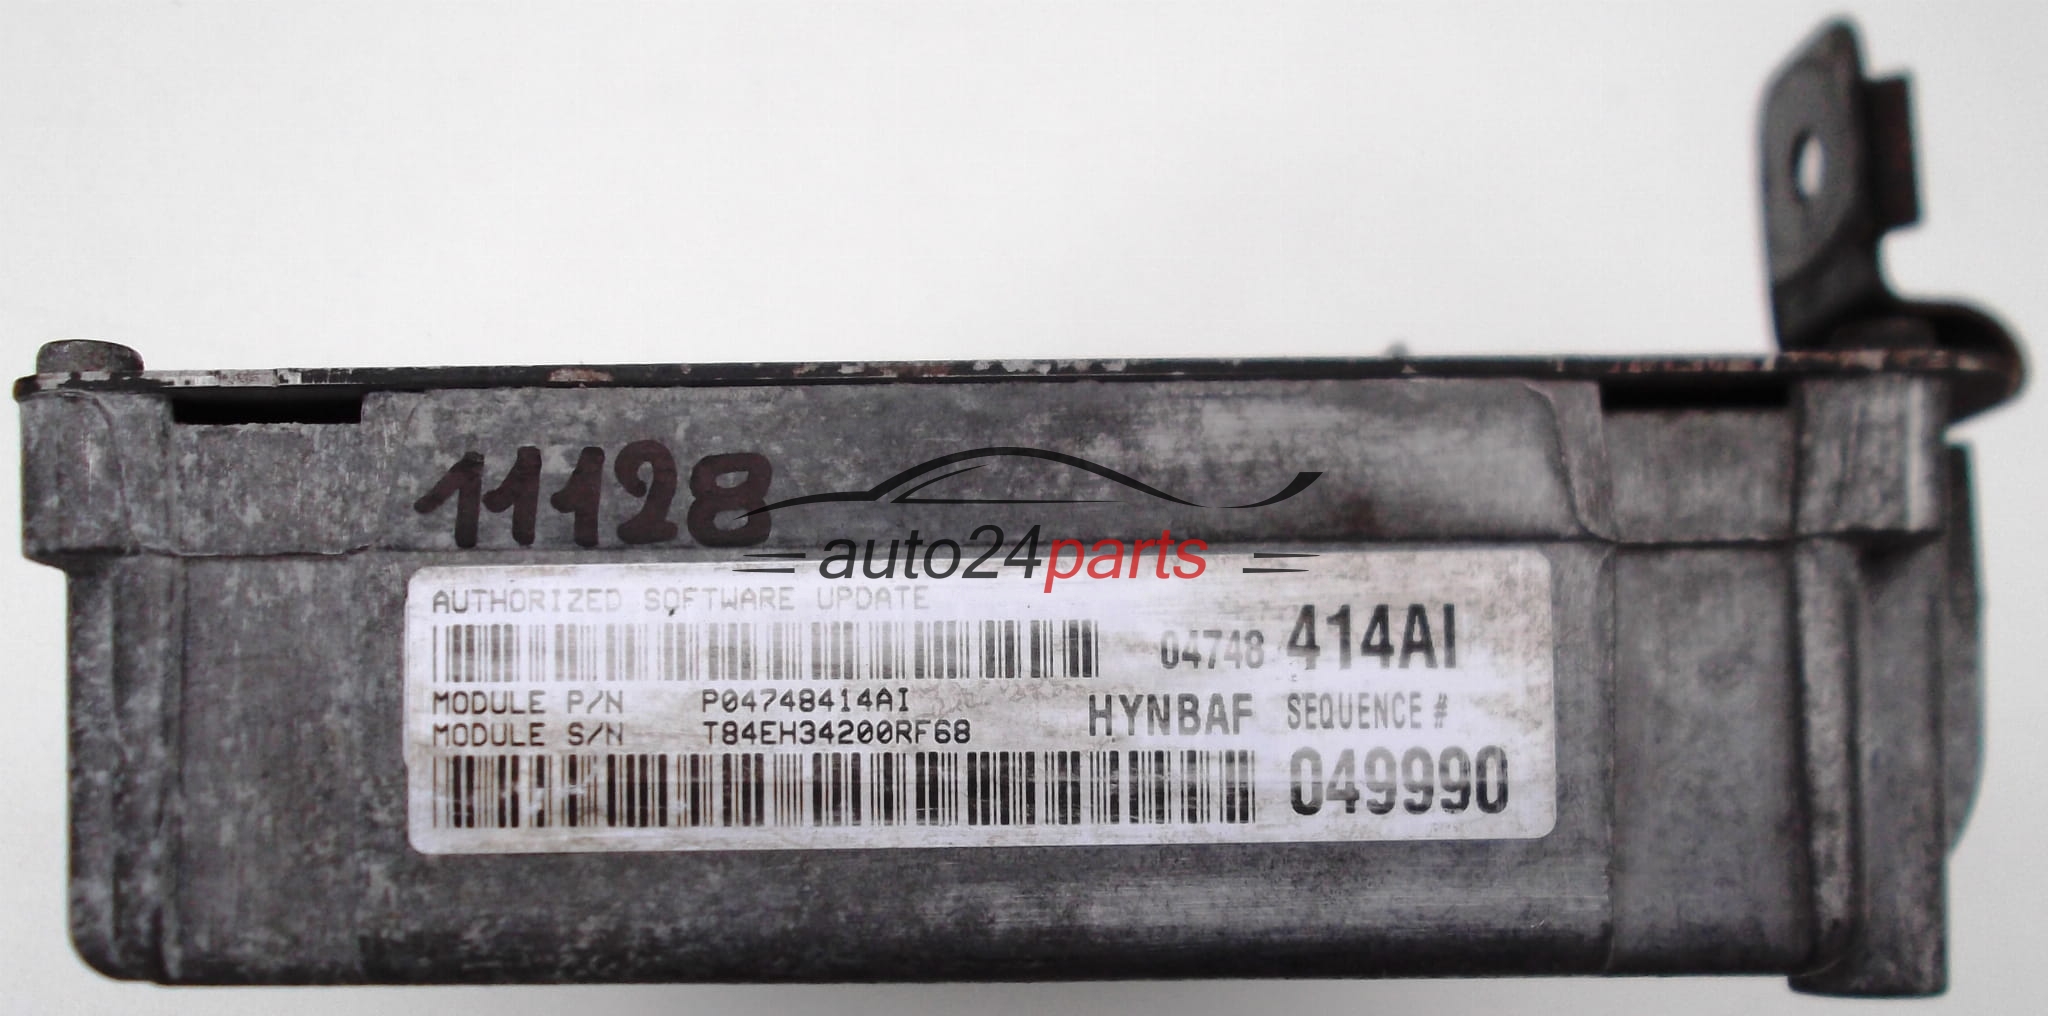 11128
auto24parts
AUTHORIZED SOFTWARE UPDATE
04748 414AI
MODULE P/N P04748414AI
MODULE S/N T84EH34200RF68
HYNBAF SEQUENCE #
049990